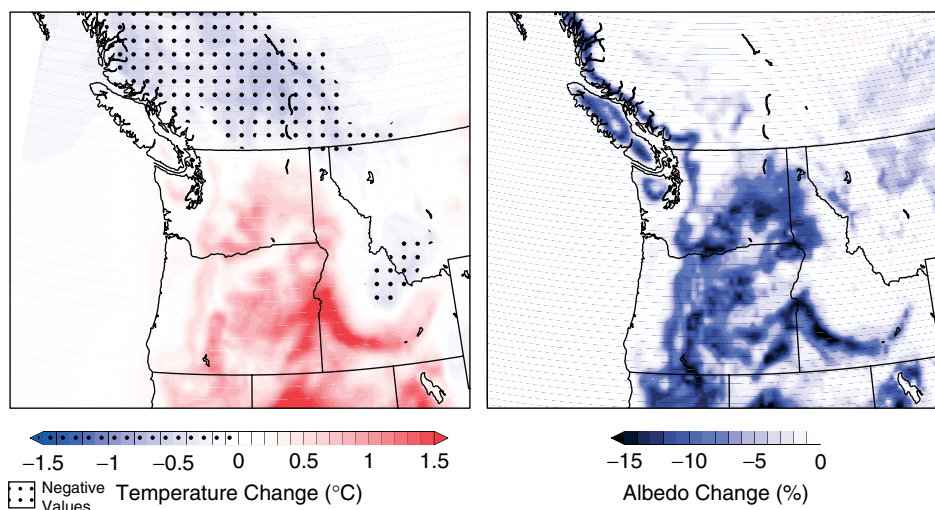 −1.5 −1 −0.5 0 0.5 1 1.5
Negative Values Temperature Change (°C)
−15 −10 −5 0
Albedo Change (%)